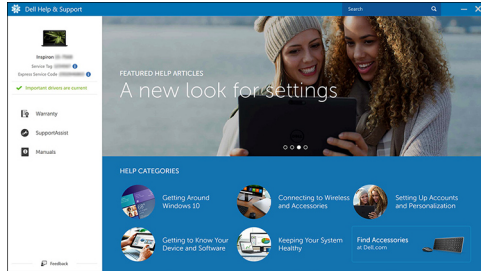 Dell Help & Support
Search
Inspiron
Service Tag
Express Service Code
Important drivers are current
Warranty
SupportAssist
Manuals
Feedback
FEATURED HELP ARTICLES
A new look for settings
HELP CATEGORIES
Getting Around
Windows 10
Connecting to Wireless
and Accessories
Setting Up Accounts
and Personalization
Getting to Know Your
Device and Software
Keeping Your System
Healthy
Find Accessories
at Dell.com